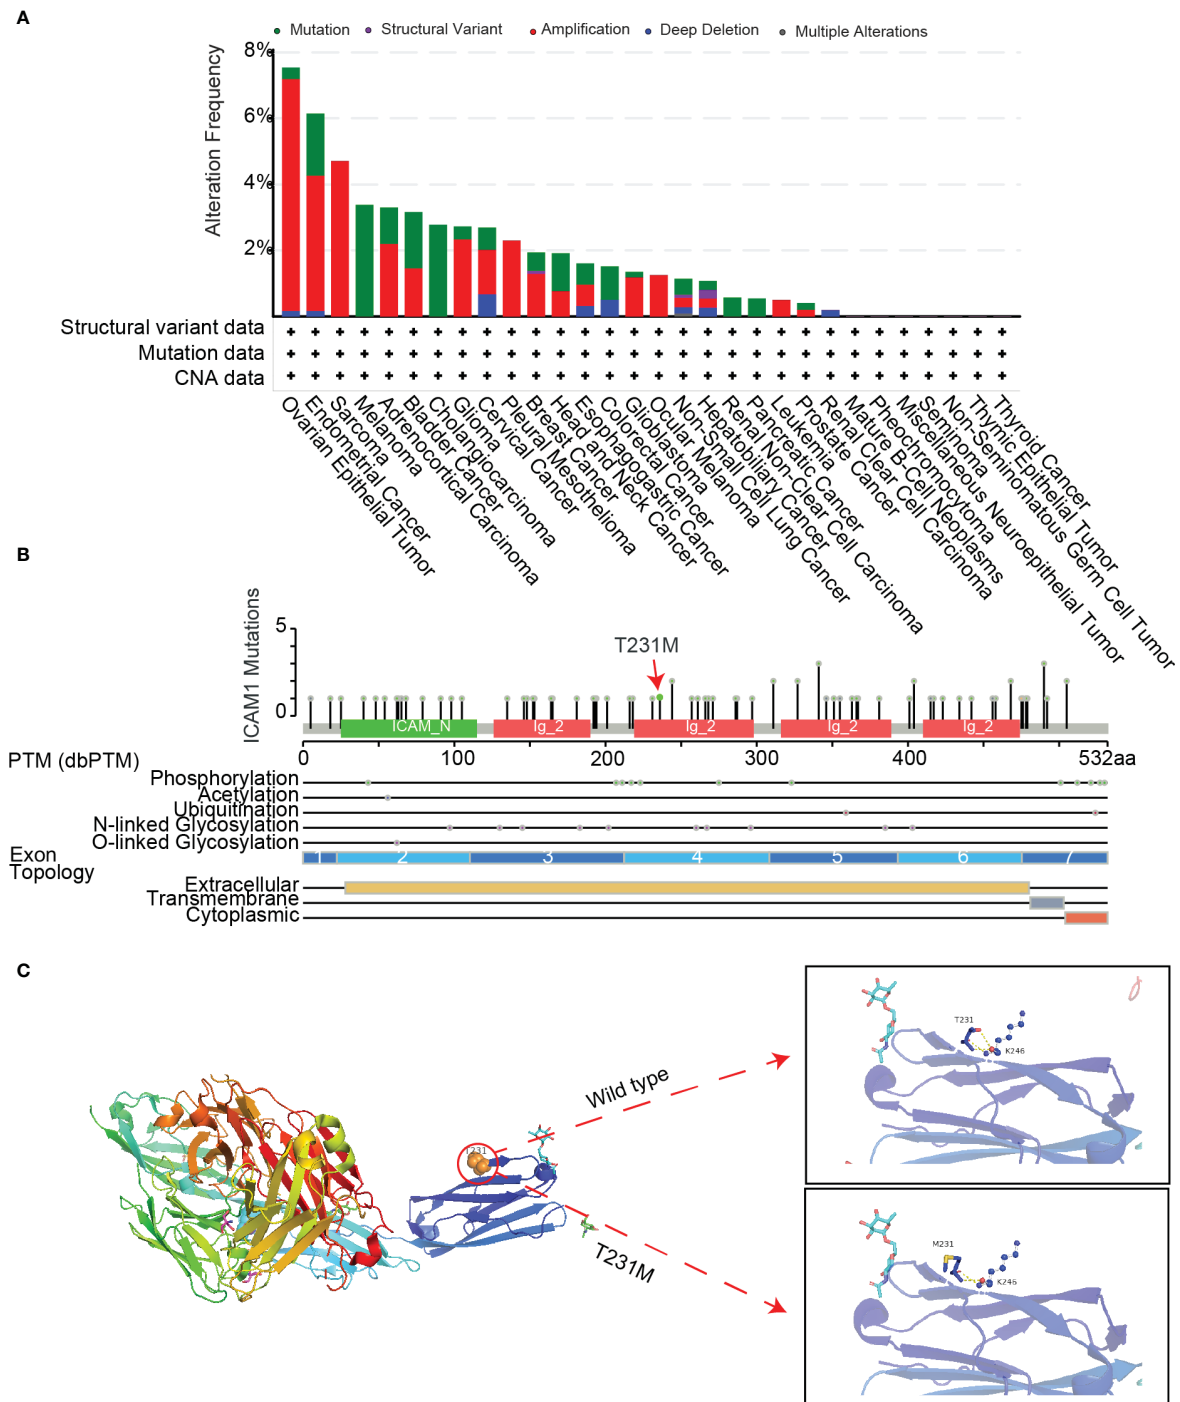 A
Mutation Structural Variant Amplification Deep Deletion Multiple Alterations
Alteration Frequency
8%
6%
4%
2%
Structural variant data
Mutation data
CNA data
Ovarian Epithelial Tumor
Endometrial Cancer
Sarcoma
Melanoma
Adrenocortical Carcinoma
Bladder Cancer
Cholangiocarcinoma
Glioma
Cervical Cancer
Pleural Mesothelioma
Breast Cancer
Head and Neck Cancer
Esophagogastric Cancer
Colorectal Cancer
Glioblastoma
Ocular Melanoma
Non-Small Cell Lung Cancer
Hepatobiliary Cancer
Renal Non-Clear Cell Carcinoma
Pancreatic Cancer
Leukemia
Prostate Cancer
Renal Clear Cell Carcinoma
Mature B-Cell Neoplasms
Pheochromocytoma
Miscellaneous Neuroepithelial Tumor
Seminoma
Non-Seminomatous Germ Cell Tumor
Thymic Epithelial Tumor
Thyroid Cancer
B
ICAM1 Mutations
5
0
T231M
ICAM_N Ig_2 Ig_2 Ig_2 Ig_2
0 100 200 300 400 532aa
PTM (dbPTM)
Phosphorylation
Acetylation
Ubiquitination
N-linked Glycosylation
O-linked Glycosylation
Exon
1 2 3 4 5 6 7
Topology
Extracellular
Transmembrane
Cytoplasmic
C
T231
Wild type
T231M
T231
K246
M231
K246